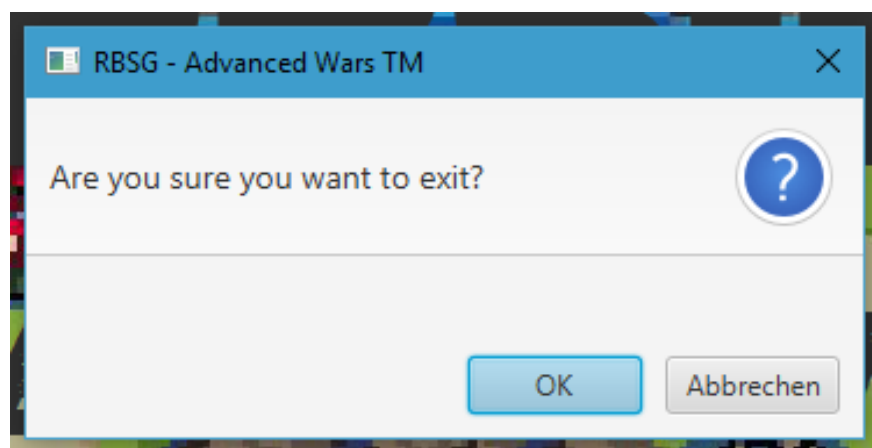 RBSG - Advanced Wars TM
Are you sure you want to exit?
?
OK
Abbrechen